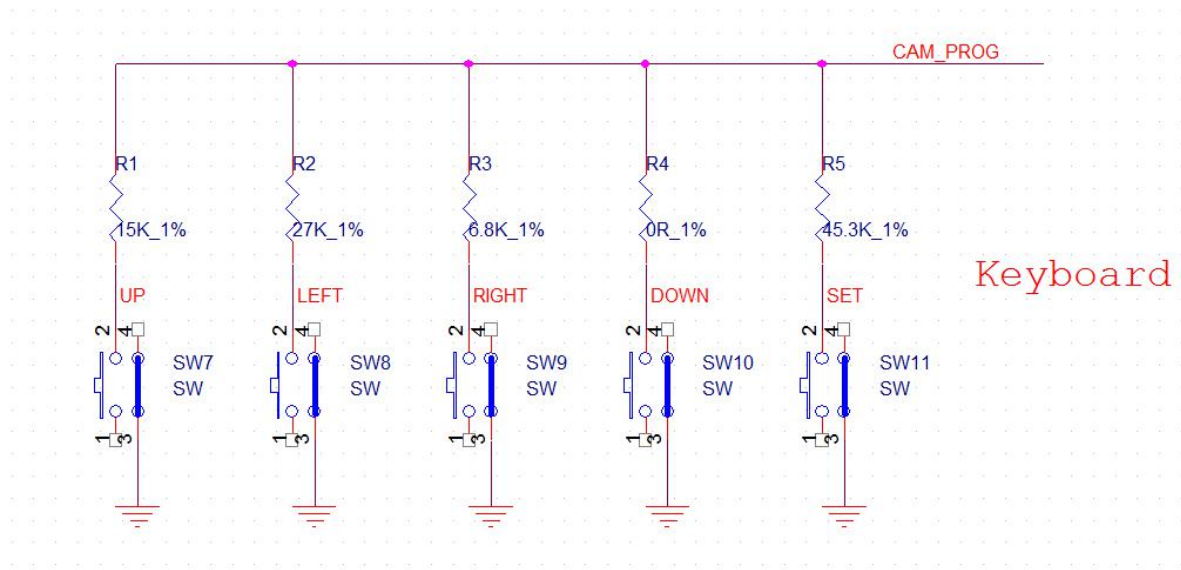 CAM_PROG
R1
R2
R3
R4
R5
15K_1%
27K_1%
6.8K_1%
0R_1%
45.3K_1%
Keyboard
UP
LEFT
RIGHT
DOWN
SET
2 4
2 4
2 4
2 4
2 4
SW7
SW
SW8
SW
SW9
SW
SW10
SW
SW11
SW
1 3
1 3
1 3
1 3
1 3